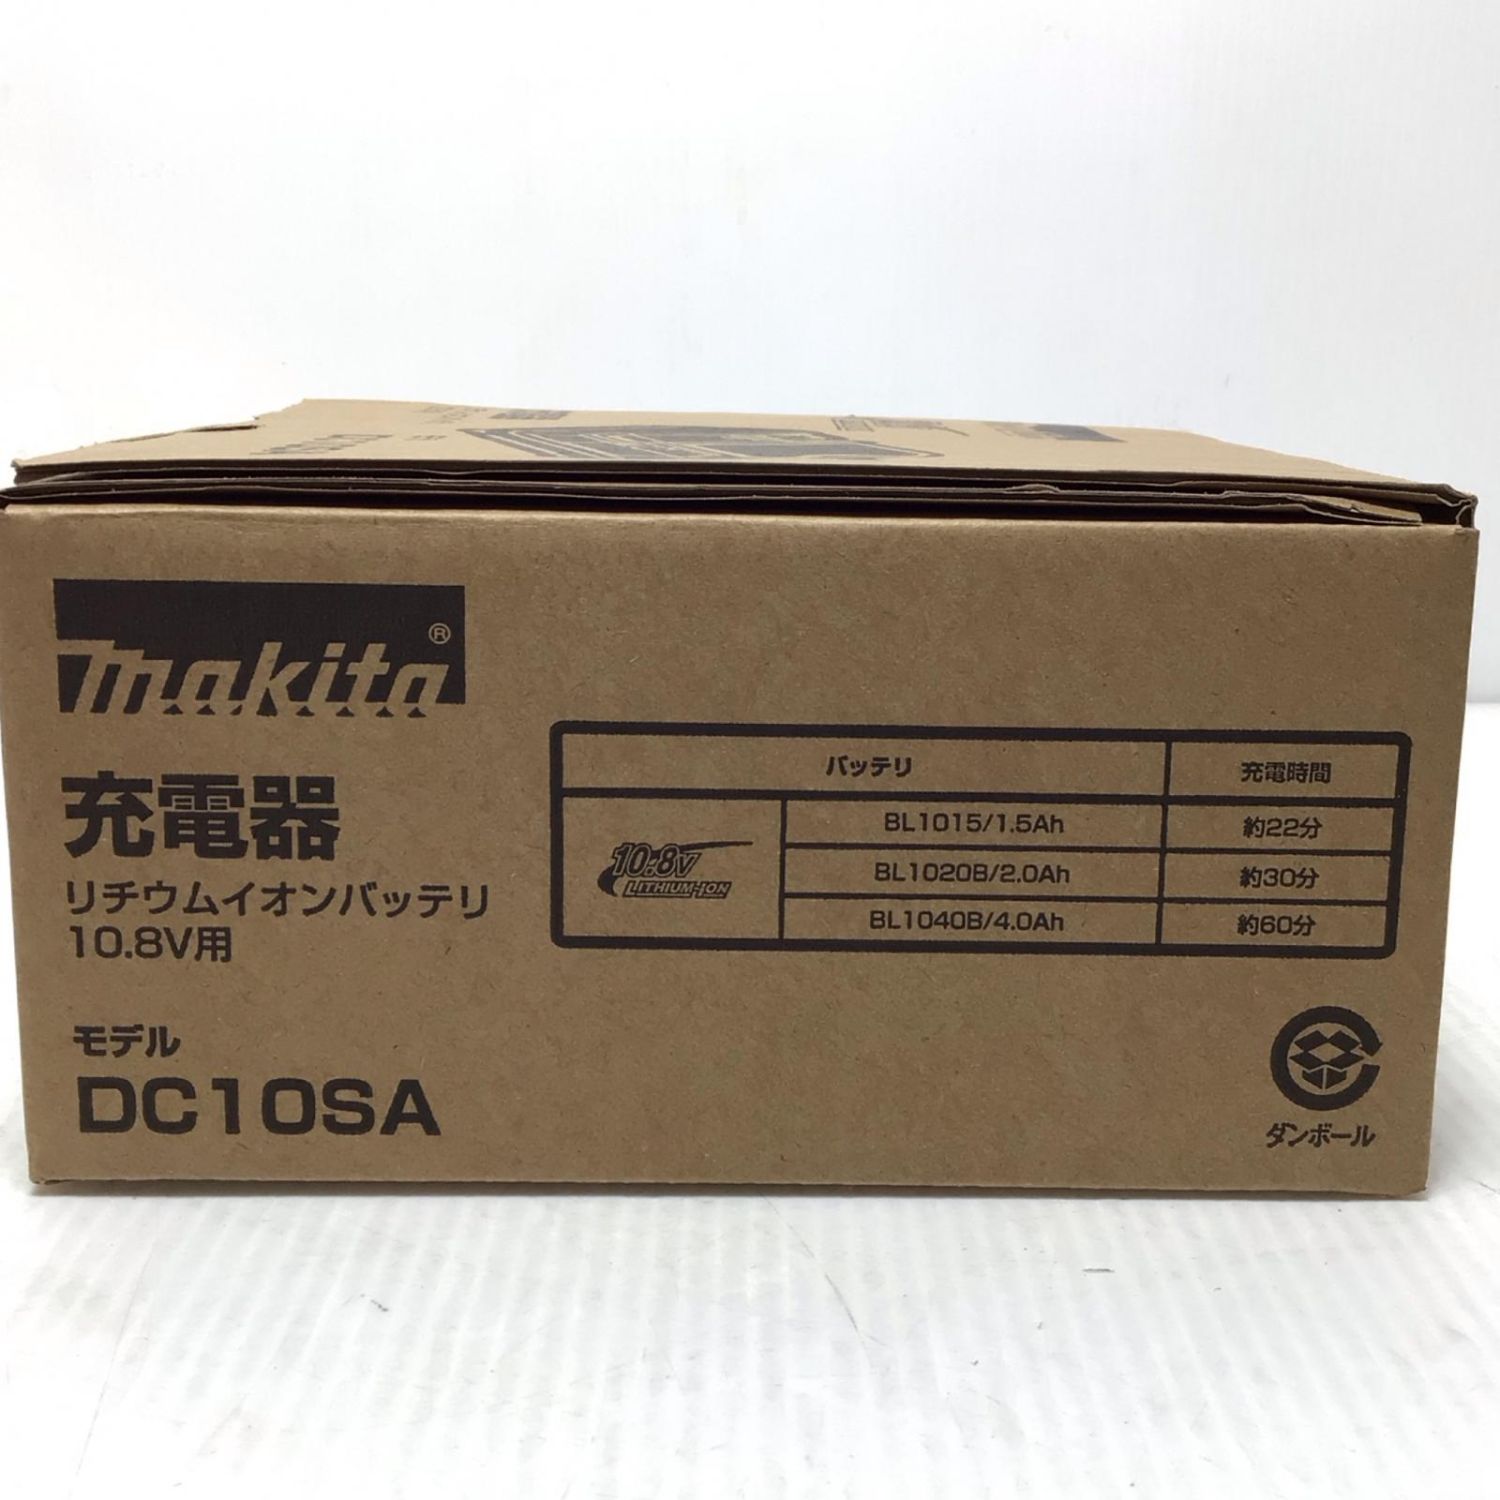 makita®
充電器
リチウムイオンバッテリ
10.8V用
モデル
DC10SA
バッテリ 充電時間
10.8V
LITHIUM-ION
BL1015/1.5Ah 約22分
BL1020B/2.0Ah 約30分
BL1040B/4.0Ah 約60分
ダンボール